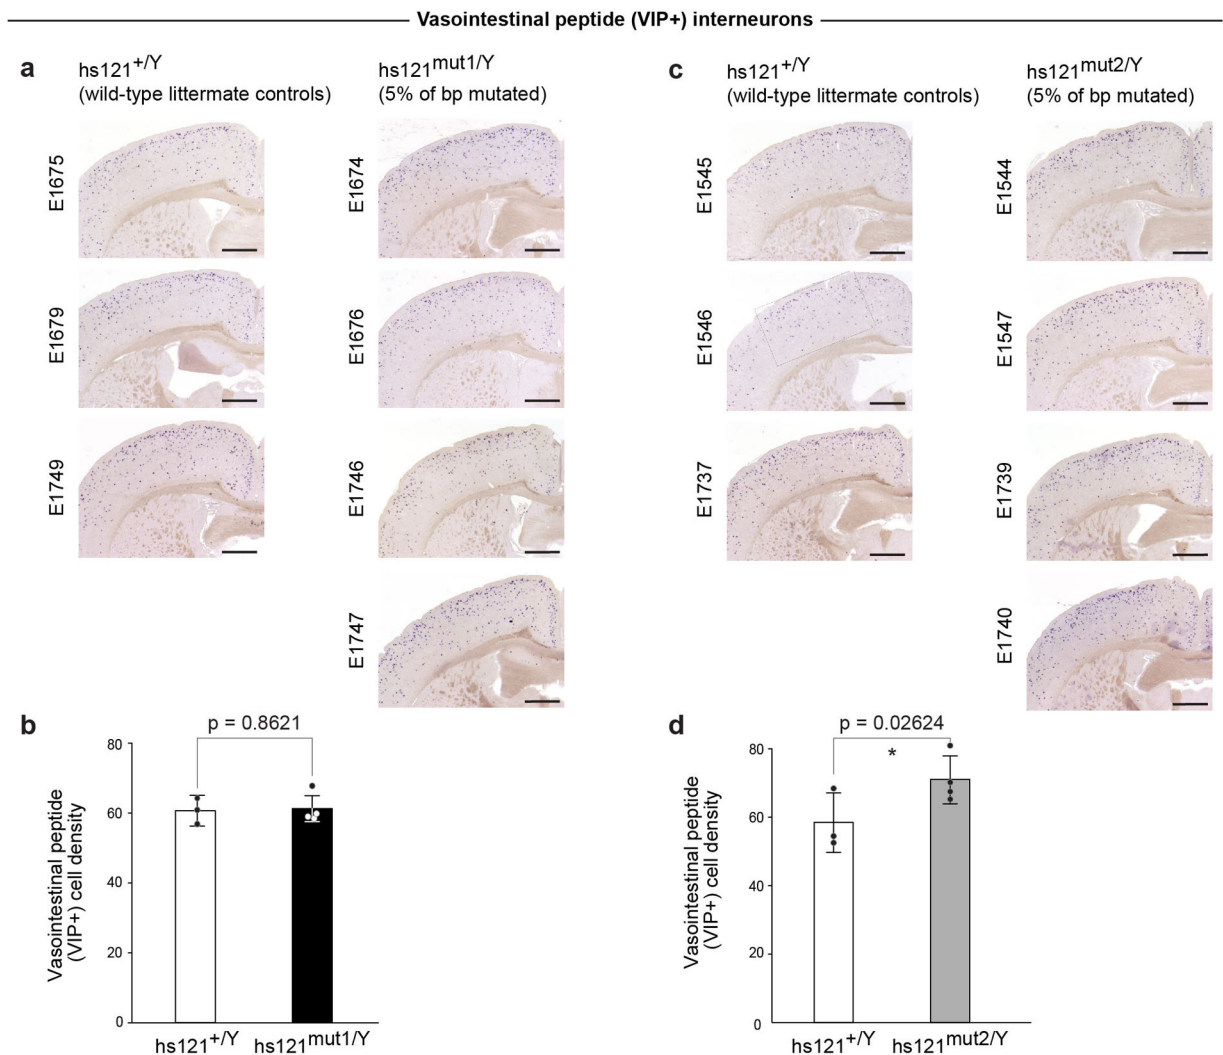 Vasointestinal peptide (VIP+) interneurons
a
hs121+/Y
(wild-type littermate controls)
hs121mut1/Y
(5% of bp mutated)
E1675
E1674
E1679
E1676
E1749
E1746
E1747
b
p = 0.8621
Vasointestinal peptide
(VIP+) cell density
80
60
40
20
0
hs121+/Y
hs121mut1/Y
c
hs121+/Y
(wild-type littermate controls)
hs121mut2/Y
(5% of bp mutated)
E1545
E1544
E1546
E1547
E1737
E1739
E1740
d
p = 0.02624
*
Vasointestinal peptide
(VIP+) cell density
80
60
40
20
0
hs121+/Y
hs121mut2/Y